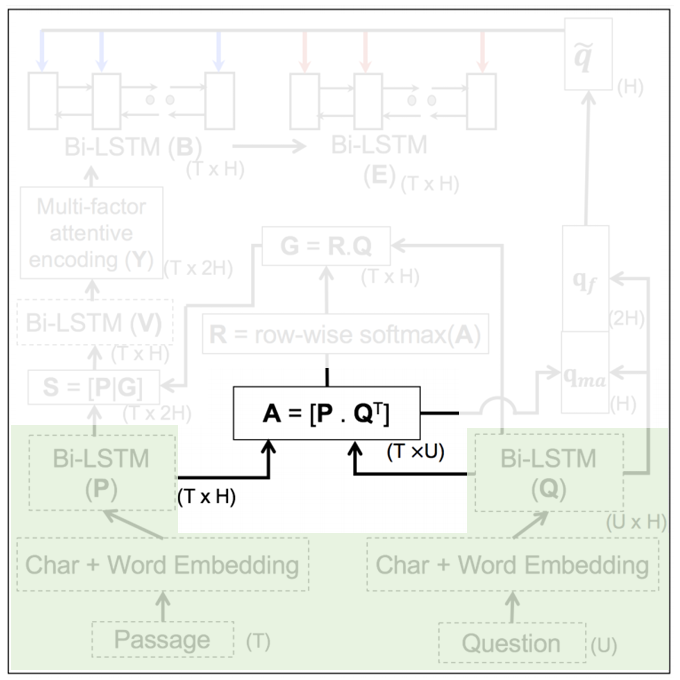 q̃
(H)
Bi-LSTM (B)
(T x H)
Bi-LSTM
(E)
(T x H)
Multi-factor
attentive
encoding (Y)
(T x 2H)
G = R.Q
(T x H)
q_f
(2H)
Bi-LSTM (V)
(T x H)
R = row-wise softmax(A)
S = [P|G]
(T x 2H)
q_ma
(H)
A = [P . Qᵀ]
(T ×U)
Bi-LSTM
(P)
(T x H)
Bi-LSTM
(Q)
(U x H)
Char + Word Embedding
Char + Word Embedding
Passage
(T)
Question
(U)